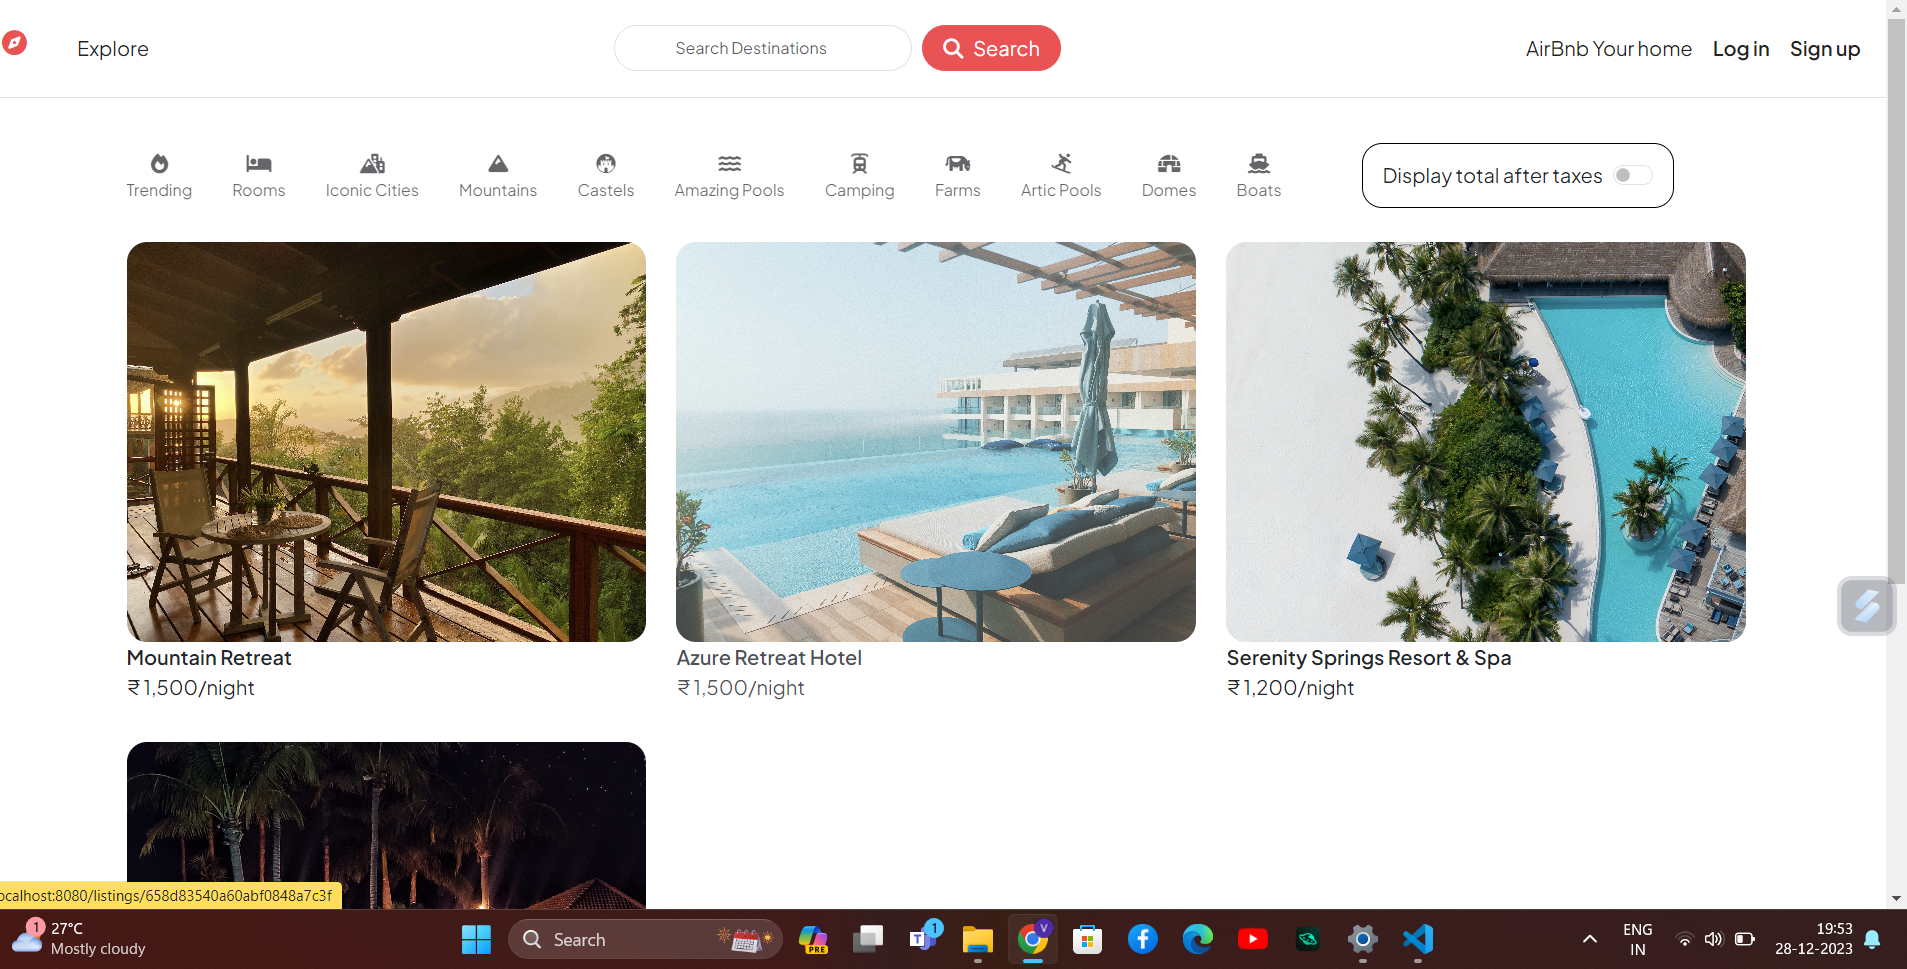 Explore
Search Destinations
Search
AirBnb Your home
Log in
Sign up
Trending
Rooms
Iconic Cities
Mountains
Castels
Amazing Pools
Camping
Farms
Artic Pools
Domes
Boats
Display total after taxes
Mountain Retreat
₹1,500/night
Azure Retreat Hotel
₹1,500/night
Serenity Springs Resort & Spa
₹1,200/night
ocalhost:8080/listings/658d83540a60abf0848a7c3f
1
27°C
Mostly cloudy
Search
PRE
T
1
V
ENG
IN
19:53
28-12-2023